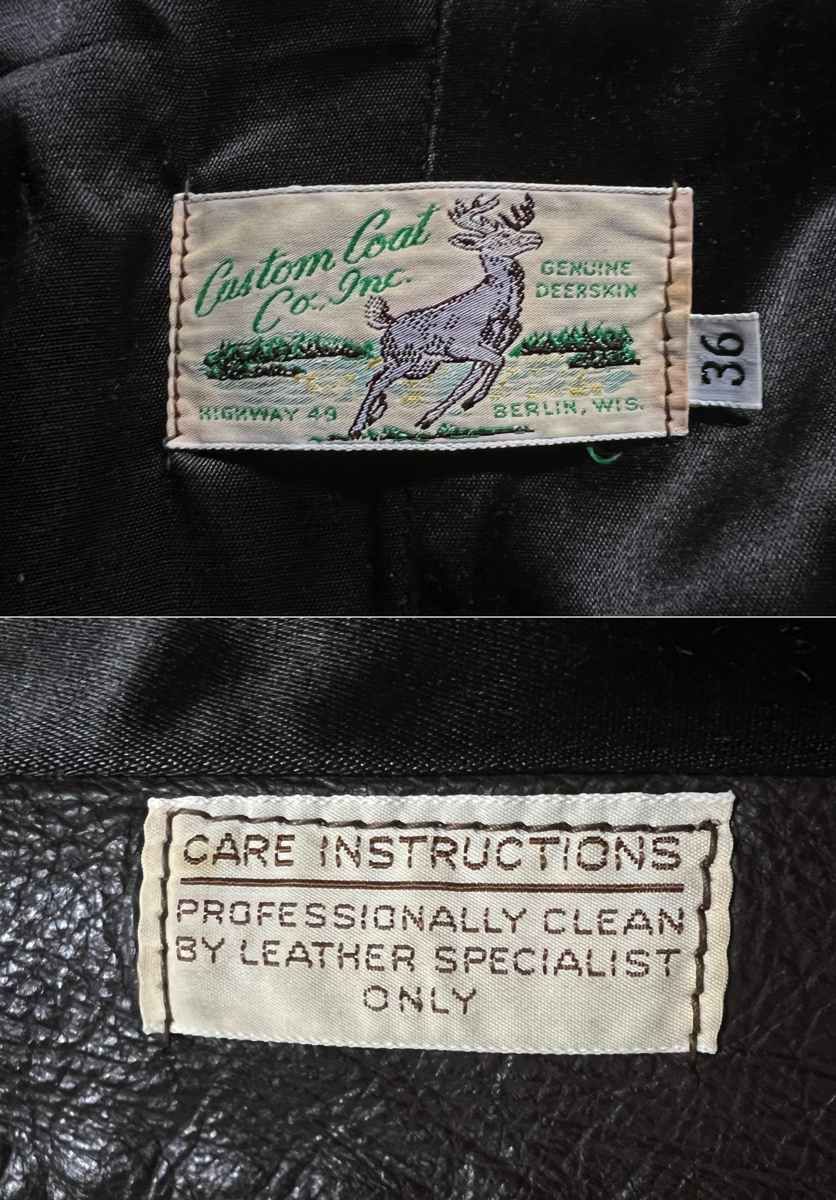 Custom Coat
Co., Inc.
GENUINE
DEERSKIN
HIGHWAY 49
BERLIN, WIS.
36
CARE INSTRUCTIONS
PROFESSIONALLY CLEAN
BY LEATHER SPECIALIST
ONLY